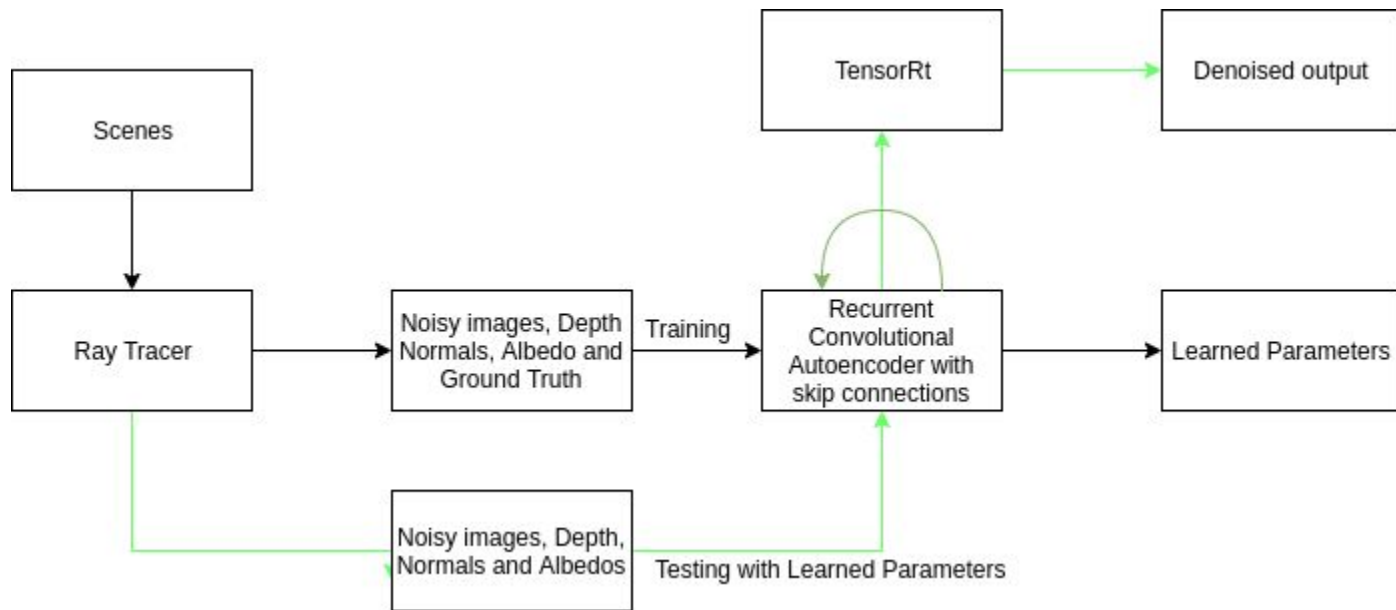 TensorRt
Denoised output
Scenes
Ray Tracer
Noisy images, Depth
Normals, Albedo and
Ground Truth
Training
Recurrent
Convolutional
Autoencoder with
skip connections
Learned Parameters
Noisy images, Depth,
Normals and Albedos
Testing with Learned Parameters